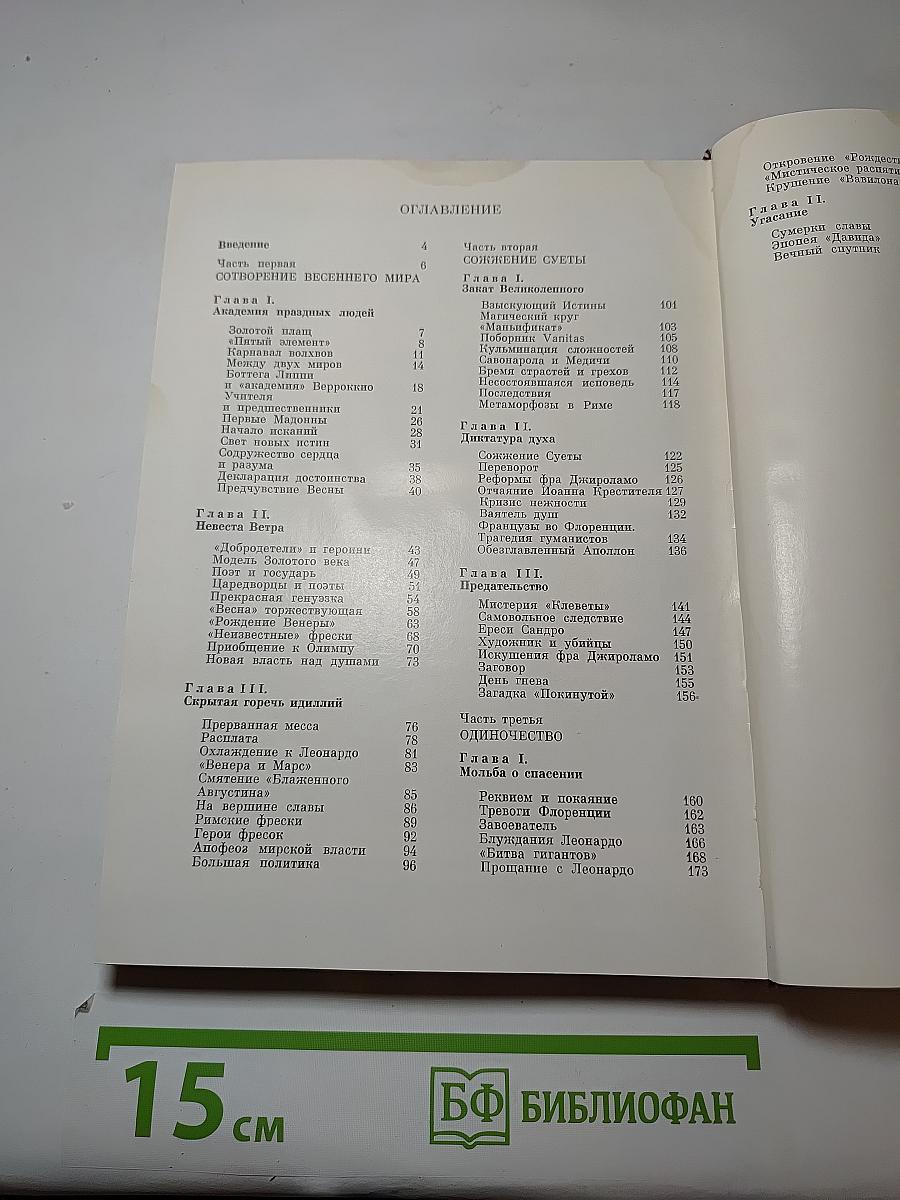 ОГЛАВЛЕНИЕ
Введение 4
Часть первая 6
СОТВОРЕНИЕ ВЕСЕННЕГО МИРА
Глава I.
Академия праздных людей
Золотой плащ 7
«Пятый элемент» 8
Карнавал волхвов 11
Между двух миров 14
Боттега Липпи
и «академия» Верроккио 18
Учителя
и предшественники 21
Первые Мадонны 26
Начало исканий 28
Свет новых истин 31
Содружество сердца
и разума 35
Декларация достоинства 38
Предчувствие Весны 40
Глава II.
Невеста Ветра
«Добродетели» и героини 43
Модель Золотого века 47
Поэт и государь 49
Царедворцы и поэты 51
Прекрасная генуэзка 54
«Весна» торжествующая 58
«Рождение Венеры» 63
«Неизвестные» фрески 68
Приобщение к Олимпу 70
Новая власть над душами 73
Глава III.
Скрытая горечь идиллий
Прерванная месса 76
Расплата 78
Охлаждение к Леонардо 81
«Венера и Марс» 83
Смятение «Блаженного
Августина» 85
На вершине славы 86
Римские фрески 89
Герои фресок 92
Апофеоз мирской власти 94
Большая политика 96
Часть вторая
СОЖЖЕНИЕ СУЕТЫ
Глава I.
Закат Великолепного
Взыскующий Истины 101
Магический круг
«Маньификат» 103
Поборник Vanitas 105
Кульминация сложностей 108
Савонарола и Медичи 110
Бремя страстей и грехов 112
Несостоявшаяся исповедь 114
Последствия 117
Метаморфозы в Риме 118
Глава II.
Диктатура духа
Сожжение Суеты 122
Переворот 125
Реформы фра Джироламо 126
Отчаяние Иоанна Крестителя 127
Кризис нежности 129
Ваятель душ 132
Французы во Флоренции.
Трагедия гуманистов 134
Обезглавленный Аполлон 136
Глава III.
Предательство
Мистерия «Клеветы» 141
Самовольное следствие 144
Ереси Сандро 147
Художник и убийцы 150
Искушения фра Джироламо 151
Заговор 153
День гнева 155
Загадка «Покинутой» 156
Часть третья
ОДИНОЧЕСТВО
Глава I.
Мольба о спасении
Реквием и покаяние 160
Тревоги Флоренции 162
Завоеватель 163
Блуждания Леонардо 166
«Битва гигантов» 168
Прощание с Леонардо 173
Откровение «Рождест
«Мистическое распяти
Крушение «Вавилона
Глава II.
Угасание
Сумерки славы
Эпопея «Давида»
Вечный спутник
15 см
БФ БИБЛИОФАН